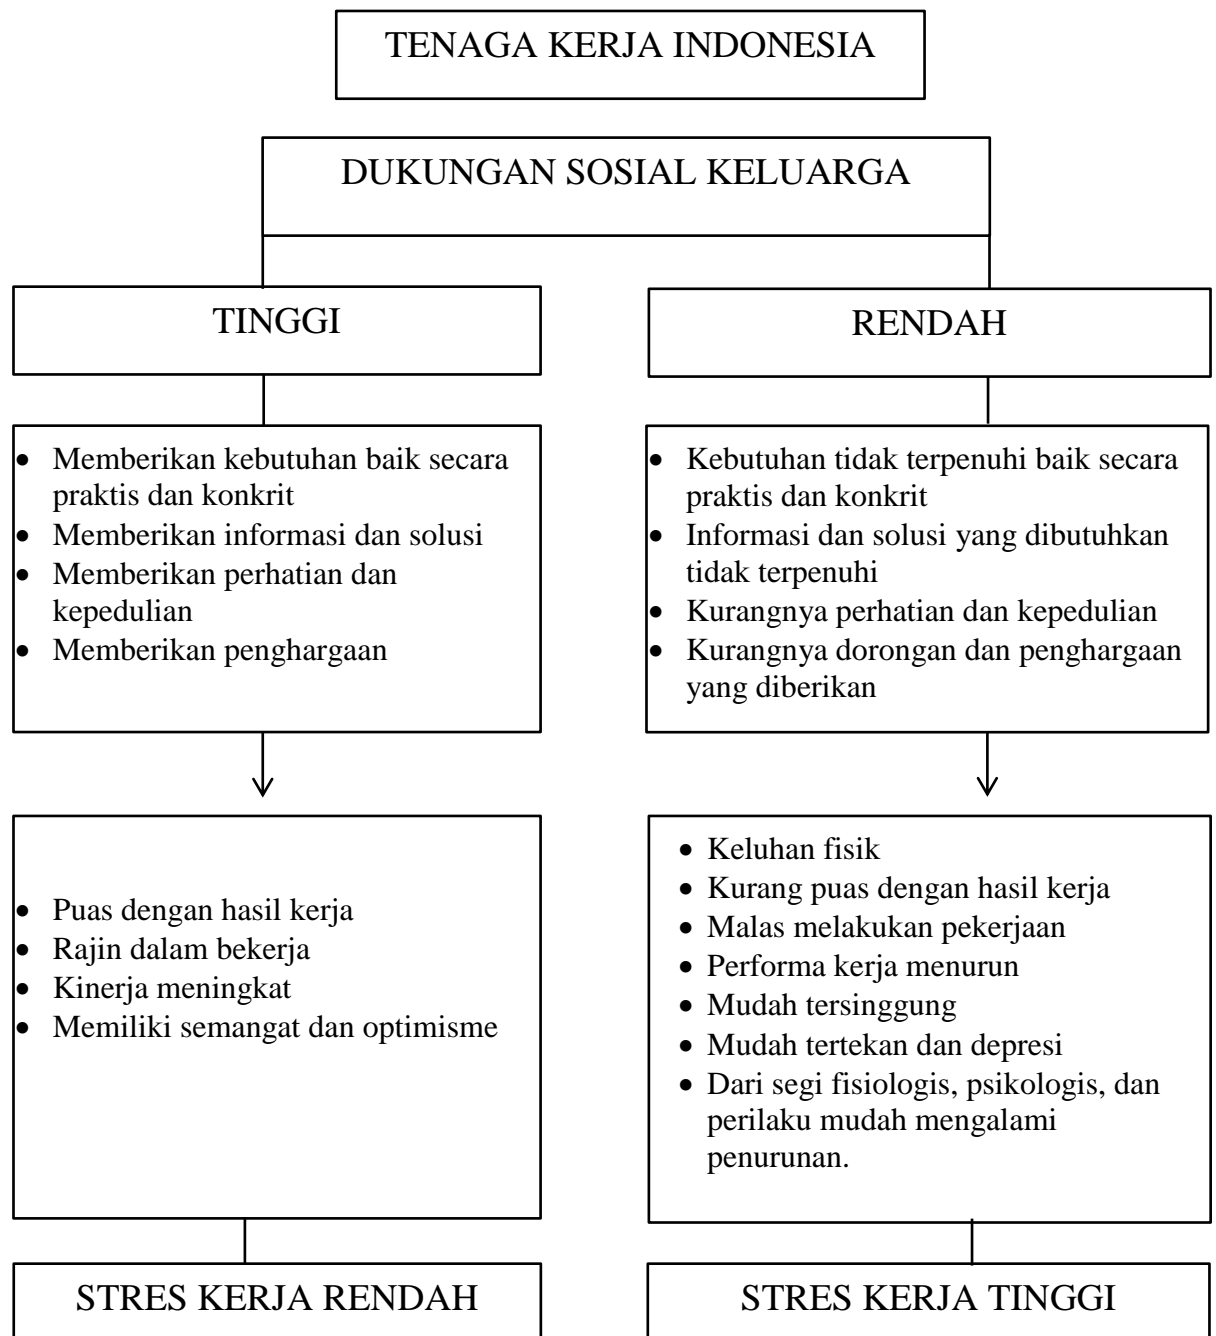 TENAGA KERJA INDONESIA
DUKUNGAN SOSIAL KELUARGA
TINGGI
• Memberikan kebutuhan baik secara
praktis dan konkrit
• Memberikan informasi dan solusi
• Memberikan perhatian dan
kepedulian
• Memberikan penghargaan
• Puas dengan hasil kerja
• Rajin dalam bekerja
• Kinerja meningkat
• Memiliki semangat dan optimisme
STRES KERJA RENDAH
RENDAH
• Kebutuhan tidak terpenuhi baik secara
praktis dan konkrit
• Informasi dan solusi yang dibutuhkan
tidak terpenuhi
• Kurangnya perhatian dan kepedulian
• Kurangnya dorongan dan penghargaan
yang diberikan
• Keluhan fisik
• Kurang puas dengan hasil kerja
• Malas melakukan pekerjaan
• Performa kerja menurun
• Mudah tersinggung
• Mudah tertekan dan depresi
• Dari segi fisiologis, psikologis, dan
perilaku mudah mengalami
penurunan.
STRES KERJA TINGGI